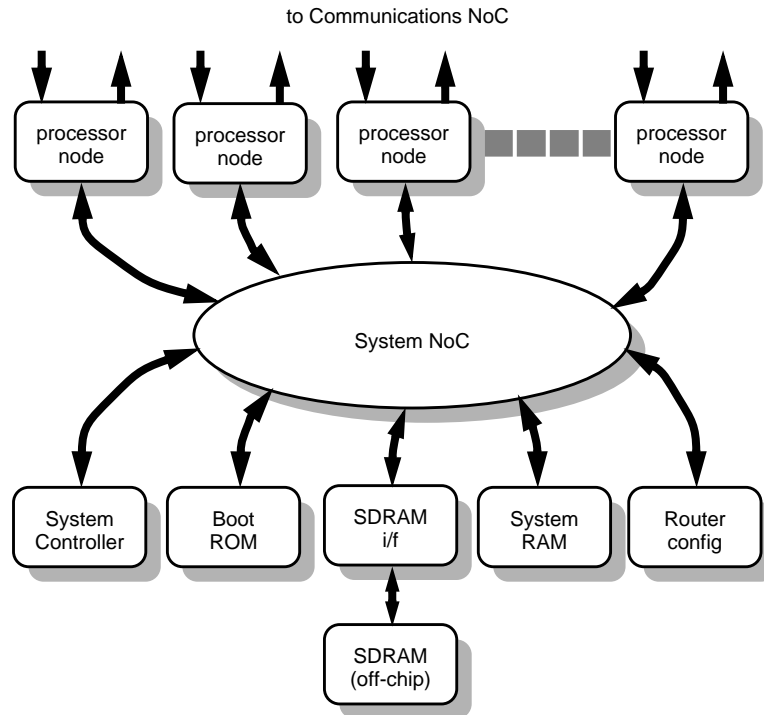 to Communications NoC
processor
node
processor
node
processor
node
processor
node
System NoC
System
Controller
Boot
ROM
SDRAM
i/f
System
RAM
Router
config
SDRAM
(off-chip)